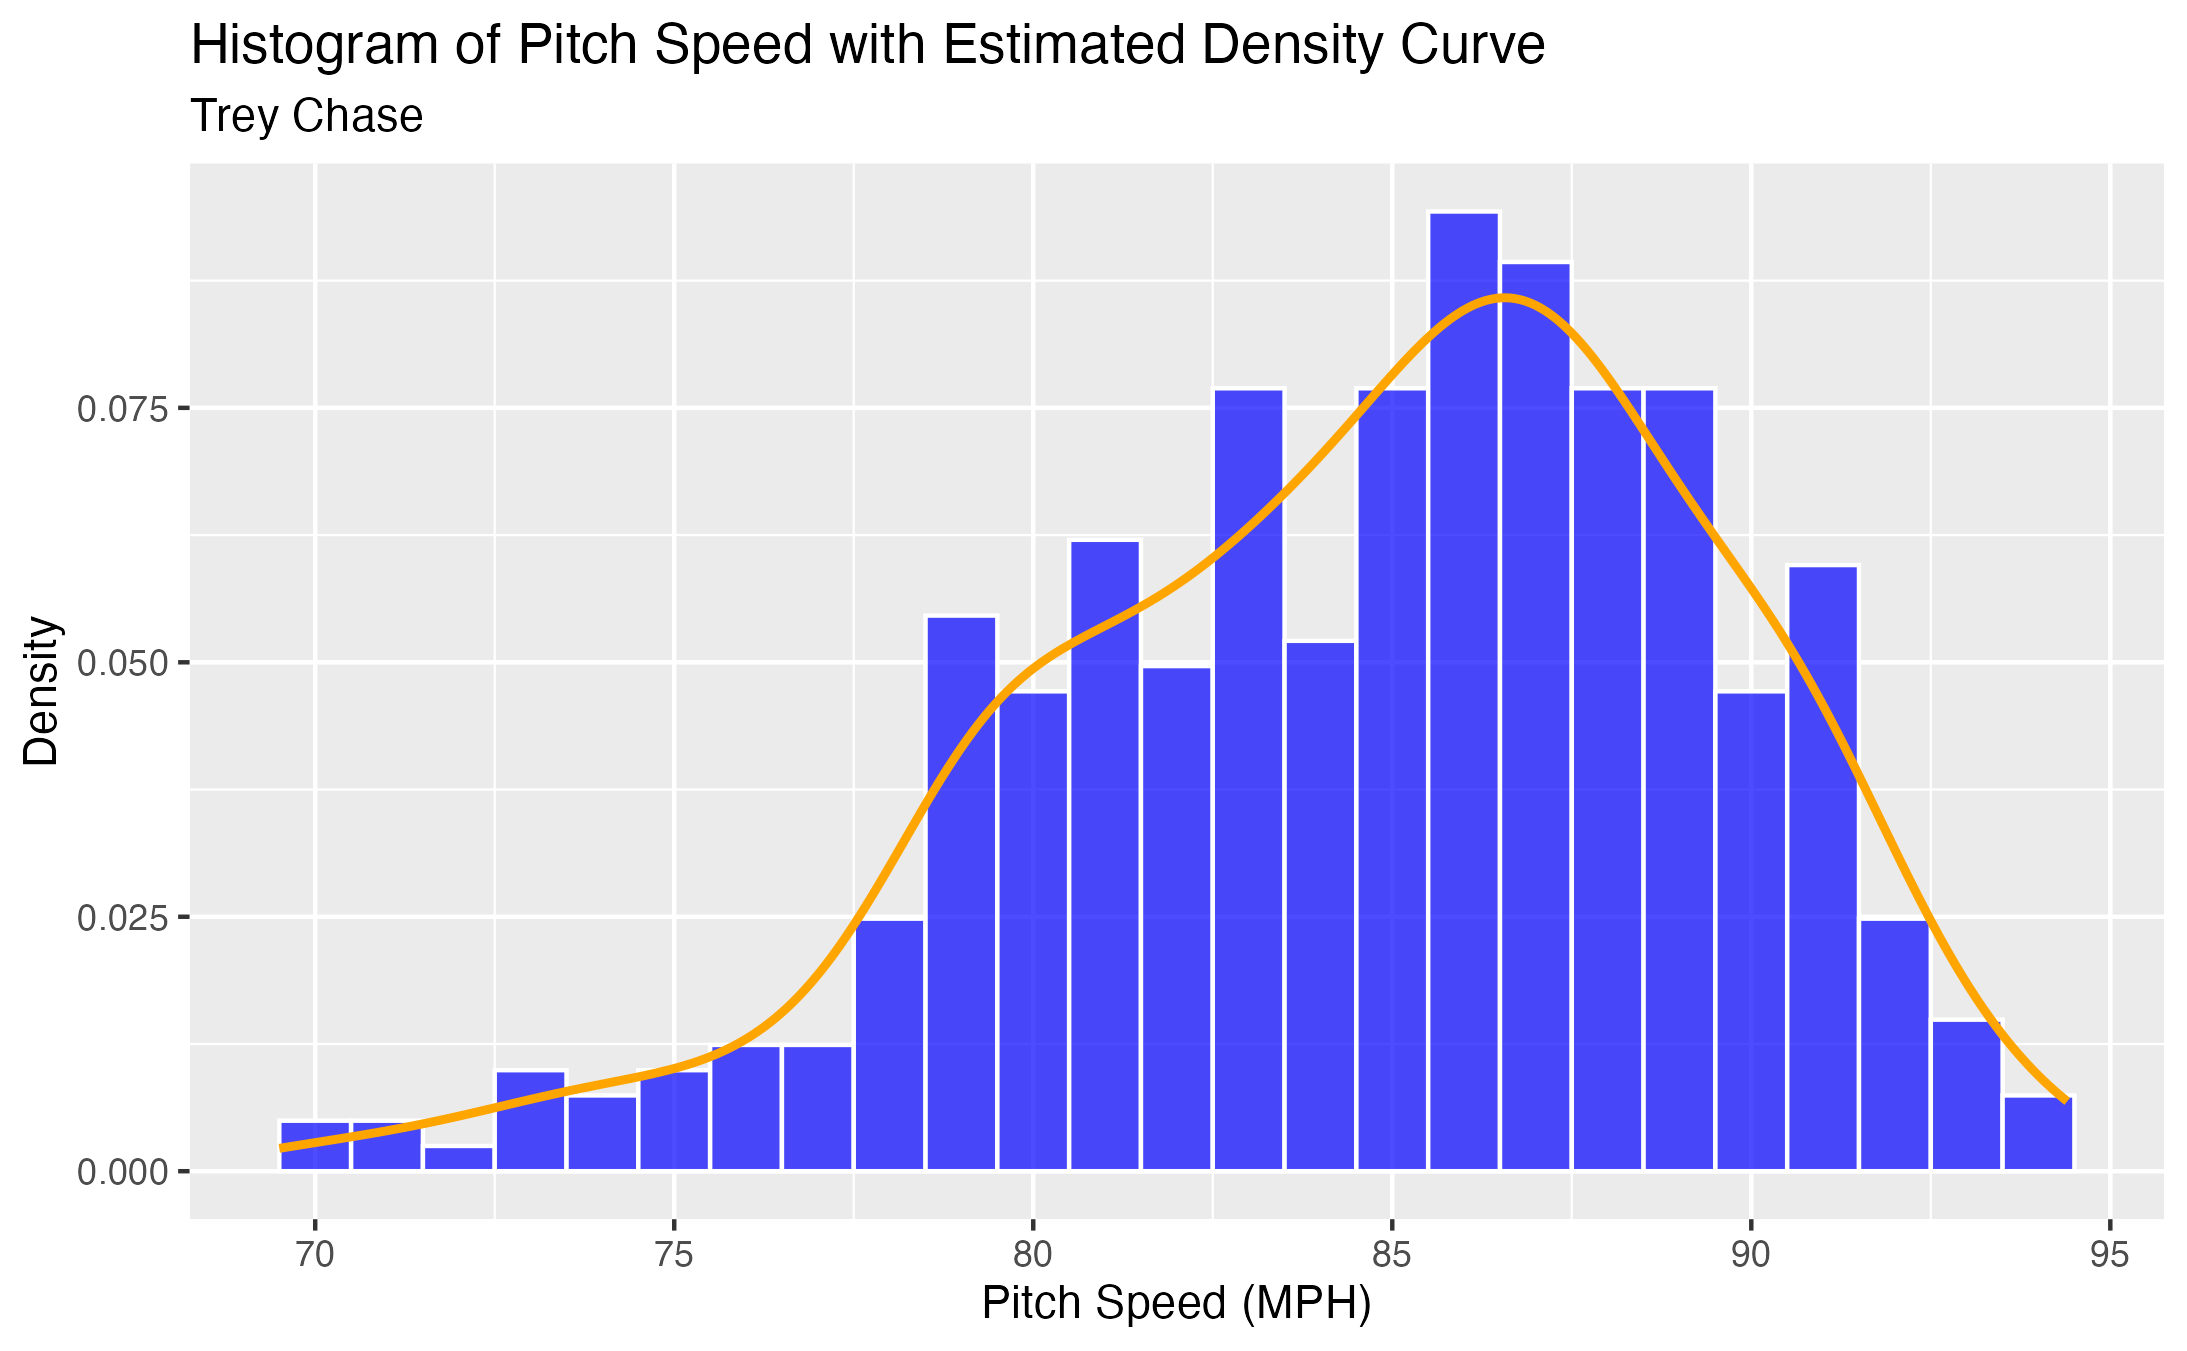 Histogram of Pitch Speed with Estimated Density Curve
Trey Chase
Density
0.075
0.050
0.025
0.000
70 75 80 85 90 95
Pitch Speed (MPH)